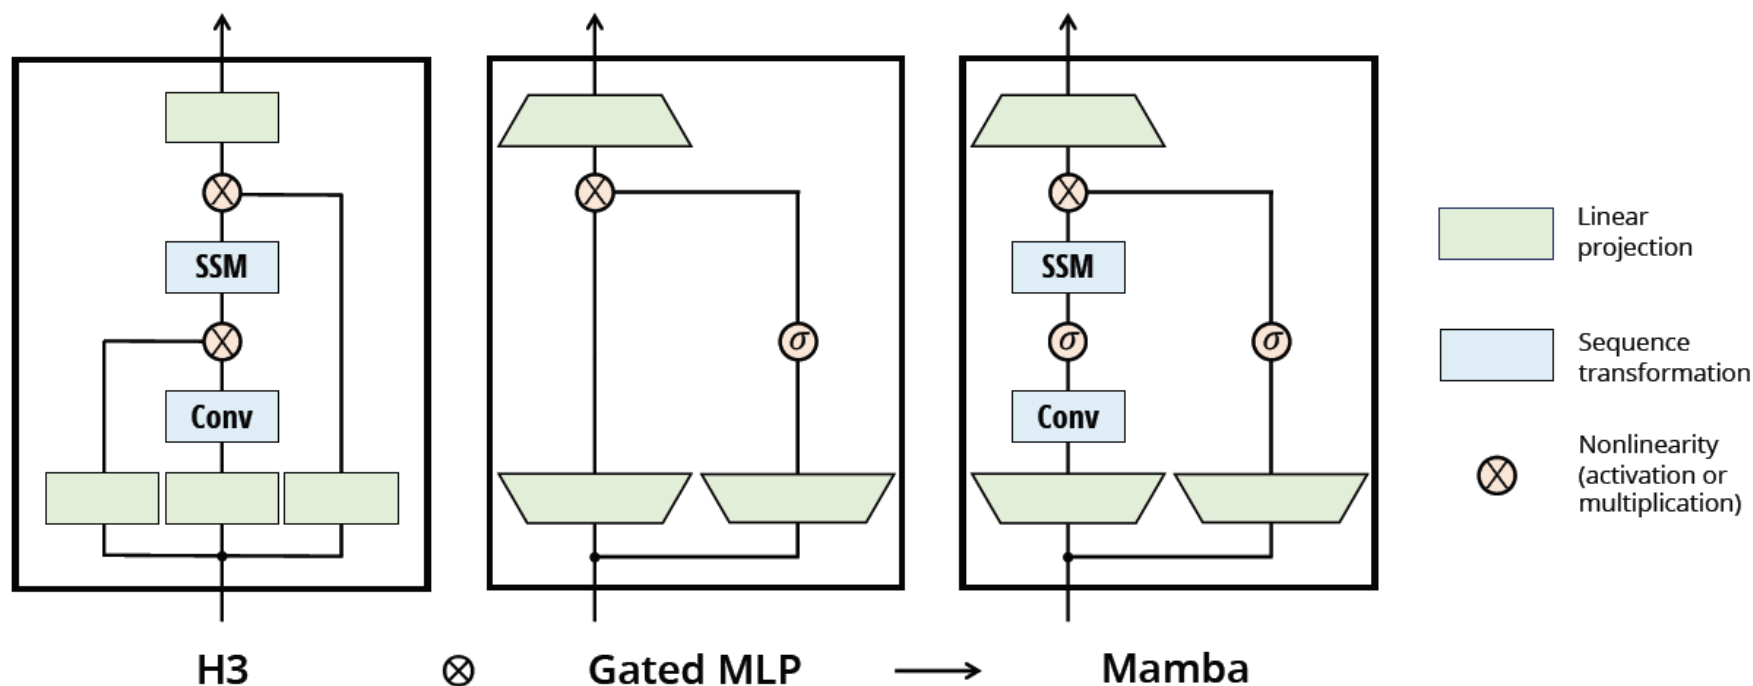 SSM
Conv
σ
SSM
σ
σ
Conv
Linear
projection
Sequence
transformation
Nonlinearity
(activation or
multiplication)
H3 ⊗ Gated MLP → Mamba